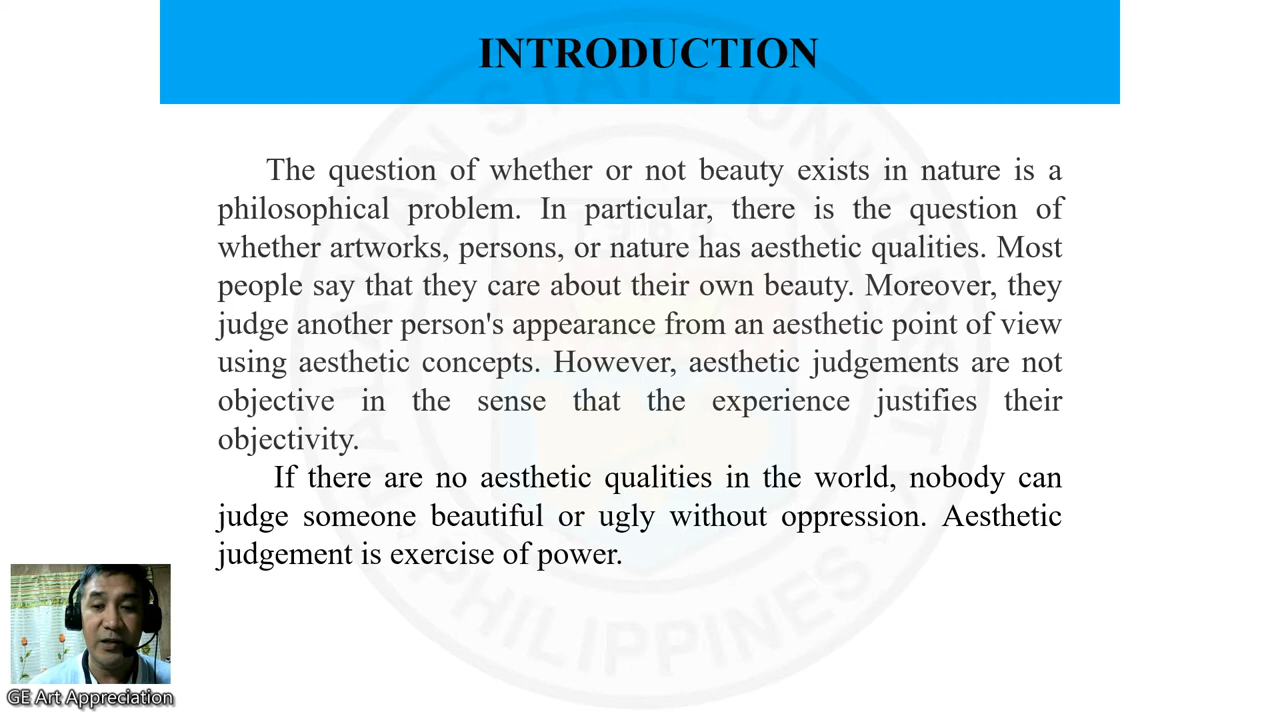 INTRODUCTION
The question of whether or not beauty exists in nature is a
philosophical problem. In particular, there is the question of
whether artworks, persons, or nature has aesthetic qualities. Most
people say that they care about their own beauty. Moreover, they
judge another person's appearance from an aesthetic point of view
using aesthetic concepts. However, aesthetic judgements are not
objective in the sense that the experience justifies their
objectivity.
If there are no aesthetic qualities in the world, nobody can
judge someone beautiful or ugly without oppression. Aesthetic
judgement is exercise of power.
STATE UNIVERSITY
PHILIPPINES
GE Art Appreciation